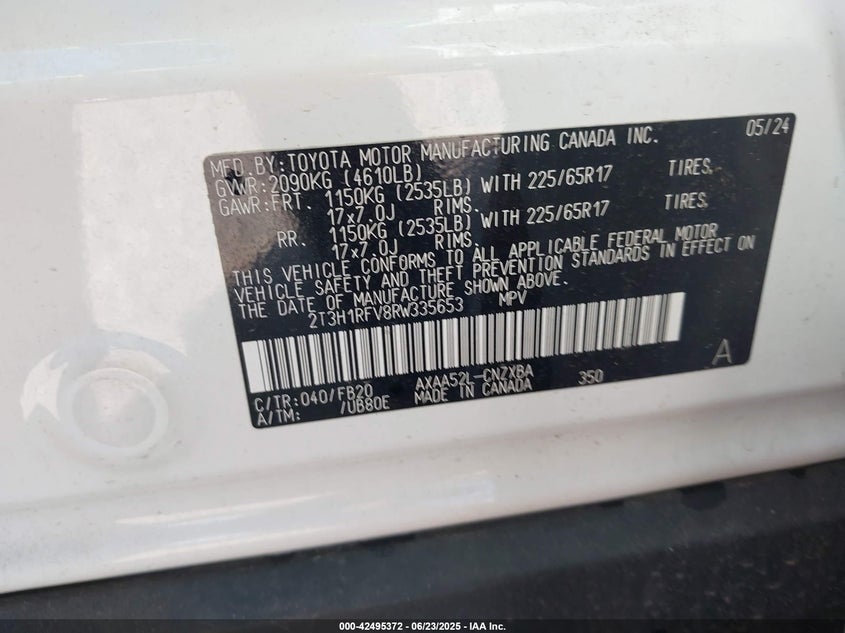 MFD. BY: TOYOTA MOTOR MANUFACTURING CANADA INC. 05/24
GVWR: 2090KG (4610LB)
GAWR: FRT. 1150KG (2535LB) WITH 225/65R17 TIRES,
17x7.0J RIMS.
RR. 1150KG (2535LB) WITH 225/65R17 TIRES,
17x7.0J RIMS.
THIS VEHICLE CONFORMS TO ALL APPLICABLE FEDERAL MOTOR
VEHICLE SAFETY AND THEFT PREVENTION STANDARDS IN EFFECT ON
THE DATE OF MANUFACTURE SHOWN ABOVE.
2T3H1RFV8RW335653 MPV
A
C/TR: 040/FB20 AXAA52L-CNZXBA 350
A/TM: /UB80E MADE IN CANADA
000-42495372 | 06/23/2025 - IAA Inc.